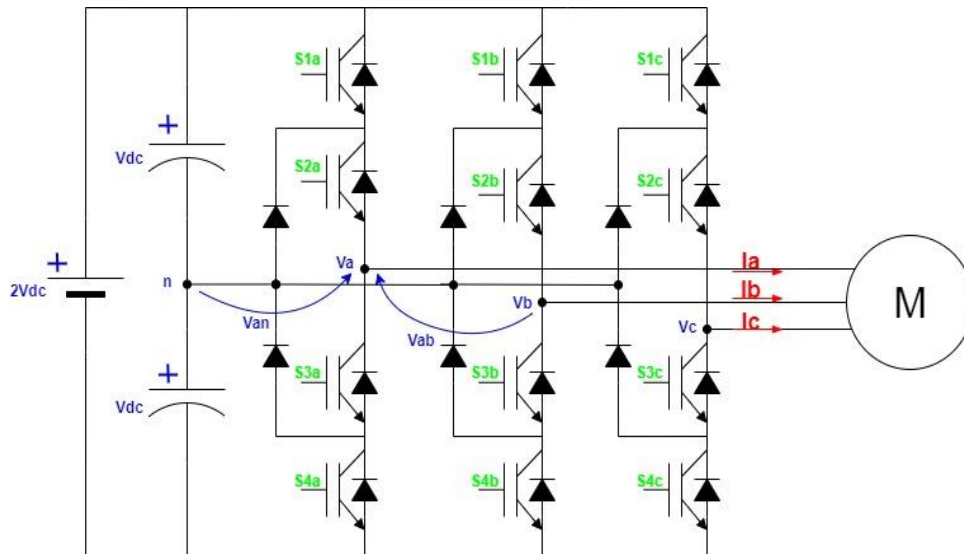 S1a S1b S1c
+
Vdc
S2a S2b S2c
+
2Vdc
n
Va
Van
Vab
Vb
Vc
Ia
Ib
Ic
M
+
Vdc
S3a S3b S3c
S4a S4b S4c